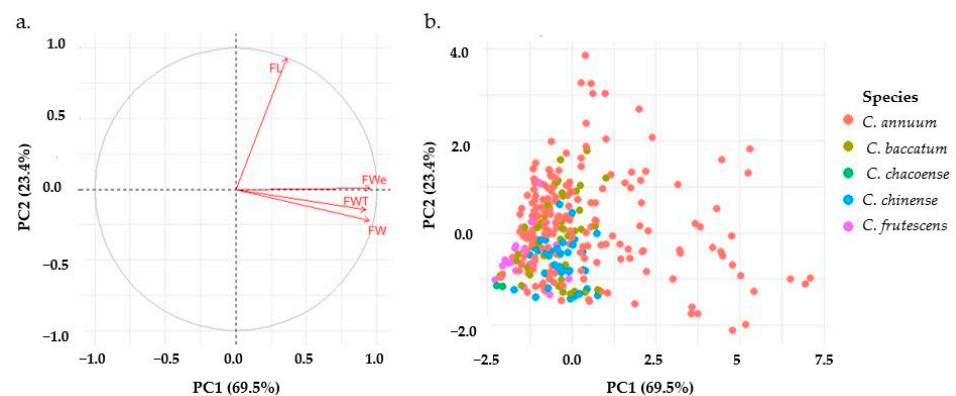 a.
1.0
0.5
0.0
−0.5
−1.0
PC2 (23.4%)
FL
FWe
FWT
FW
−1.0
−0.5
0.0
0.5
1.0
PC1 (69.5%)
b.
4.0
2.0
0.0
−2.0
PC2 (23.4%)
−2.5
0.0
2.5
5
7.5
PC1 (69.5%)
Species
C. annuum
C. baccatum
C. chacoense
C. chinense
C. frutescens